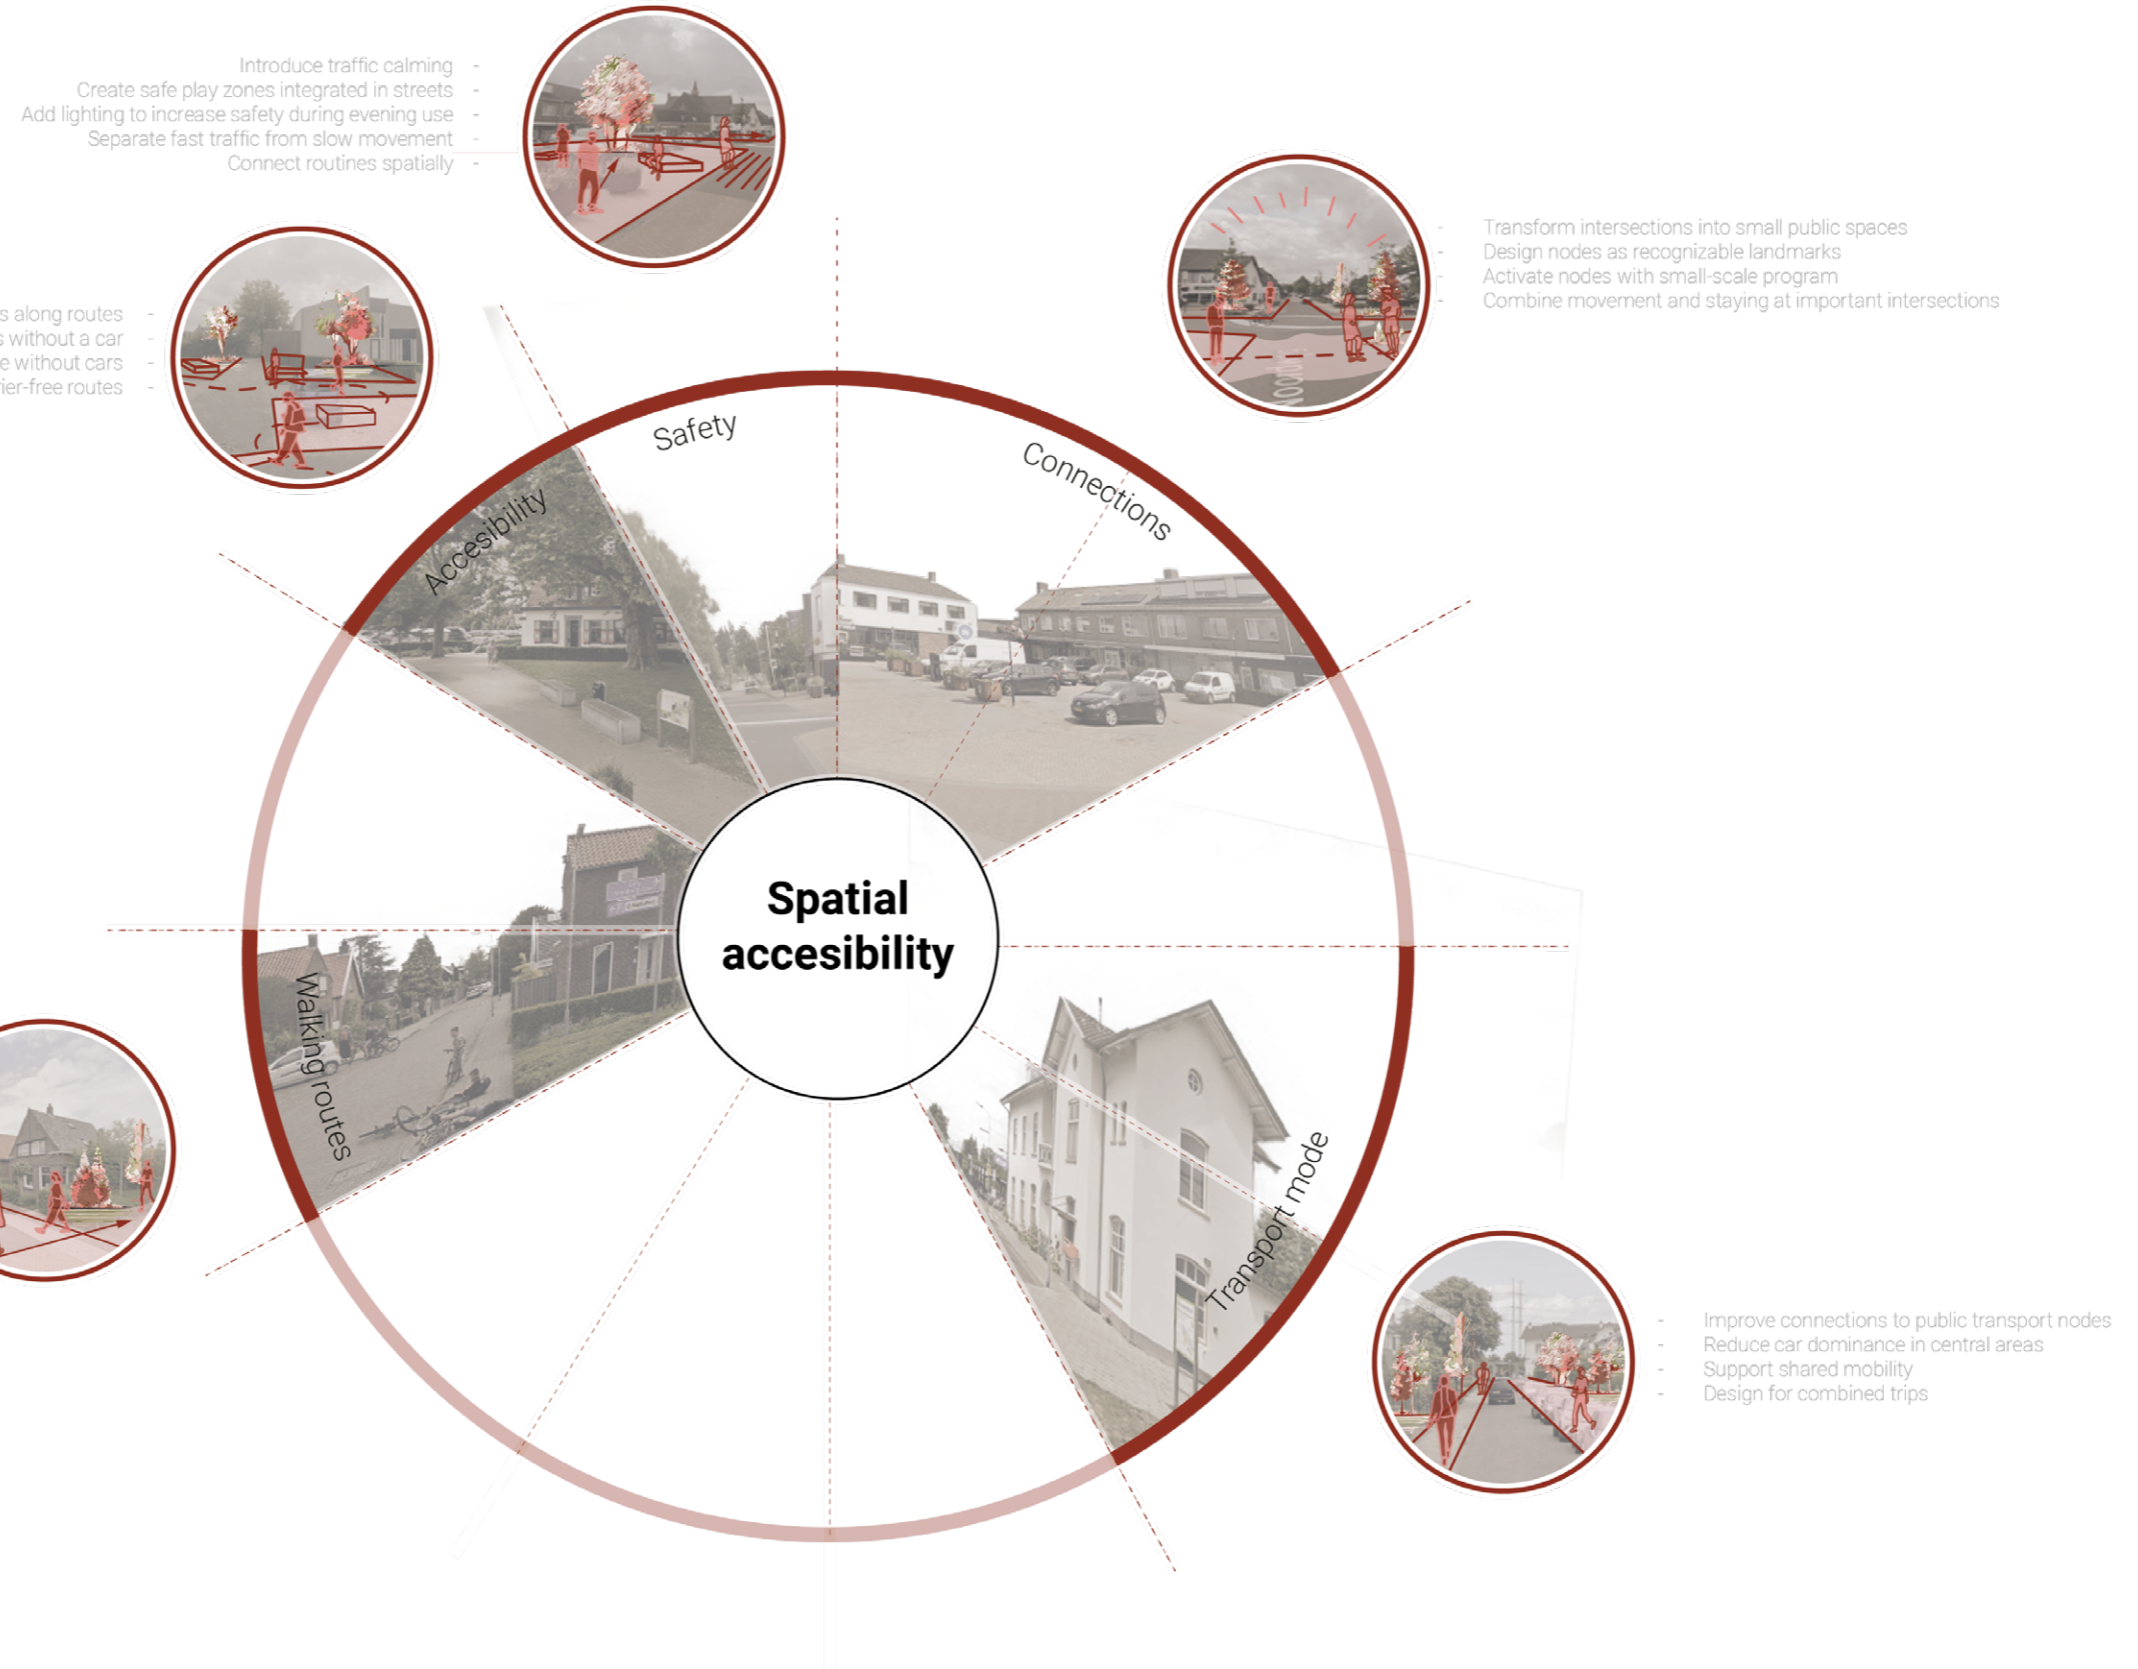 Introduce traffic calming -
Create safe play zones integrated in streets -
Add lighting to increase safety during evening use -
Separate fast traffic from slow movement -
Connect routines spatially -
- Transform intersections into small public spaces
- Design nodes as recognizable landmarks
- Activate nodes with small-scale program
- Combine movement and staying at important intersections
s along routes -
s without a car -
e without cars -
ier-free routes -
Safety
Connections
Accesibility
Spatial
accesibility
Walking routes
Transport mode
- Improve connections to public transport nodes
- Reduce car dominance in central areas
- Support shared mobility
- Design for combined trips